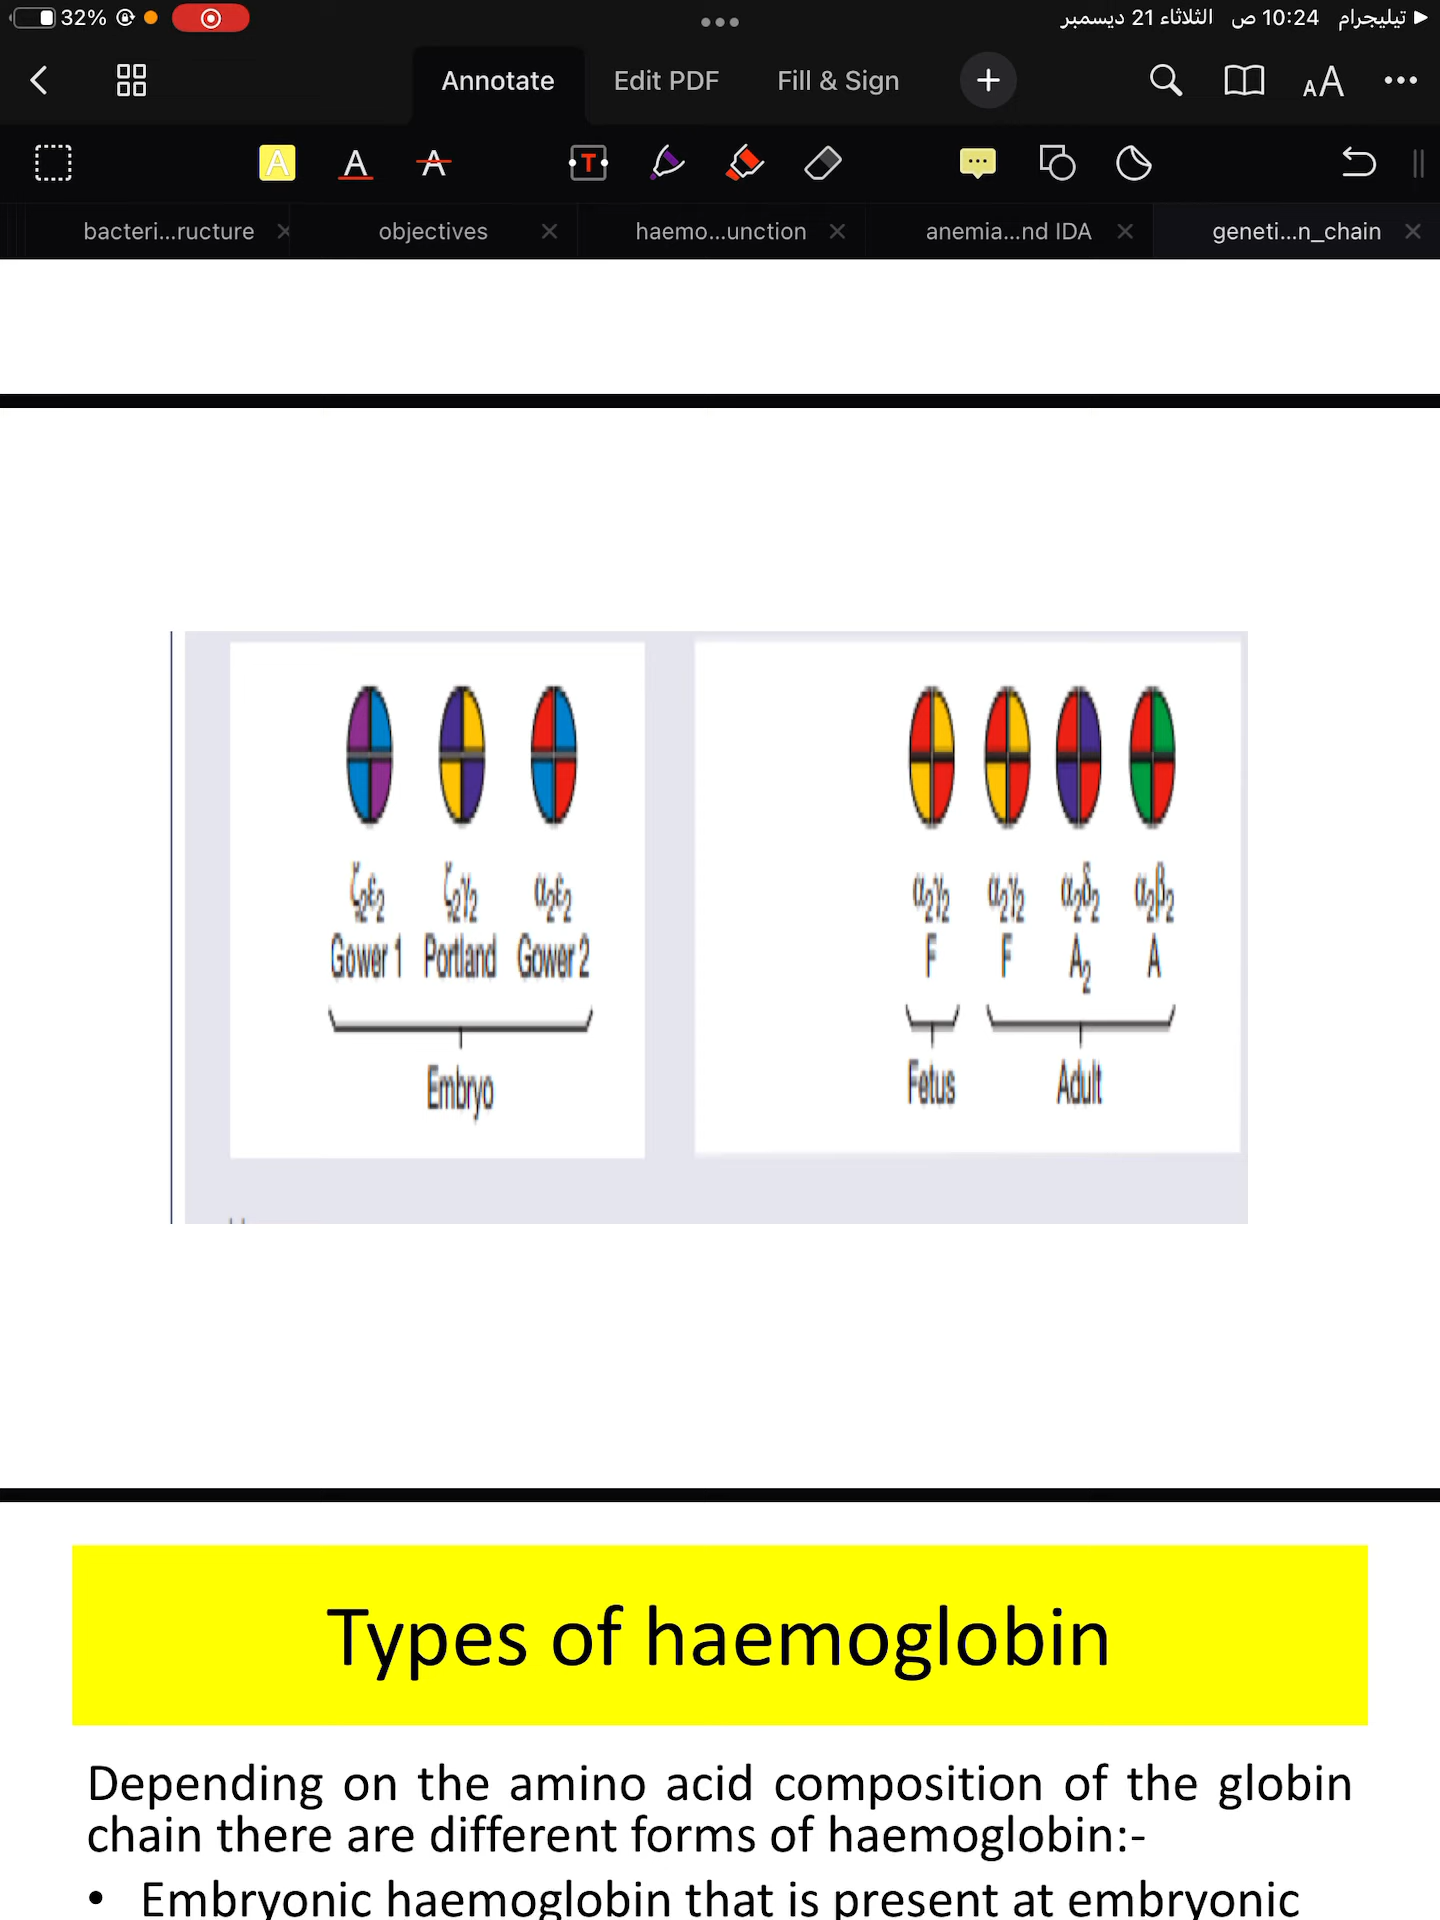 32%
الثلاثاء 21 ديسمبر 10:24 ص تيليجرام
Annotate Edit PDF Fill & Sign
AA
A A A T
bacteri...ructure objectives haemo...unction anemia...nd IDA geneti...n_chain
ζ2ε2 ζ2γ2 α2ε2
Gower 1 Portland Gower 2
Embryo
α2γ2 α2γ2 α2δ2 α2β2
F F A2 A
Fetus Adult
Types of haemoglobin
Depending on the amino acid composition of the globin
chain there are different forms of haemoglobin:-
• Embryonic haemoglobin that is present at embryonic